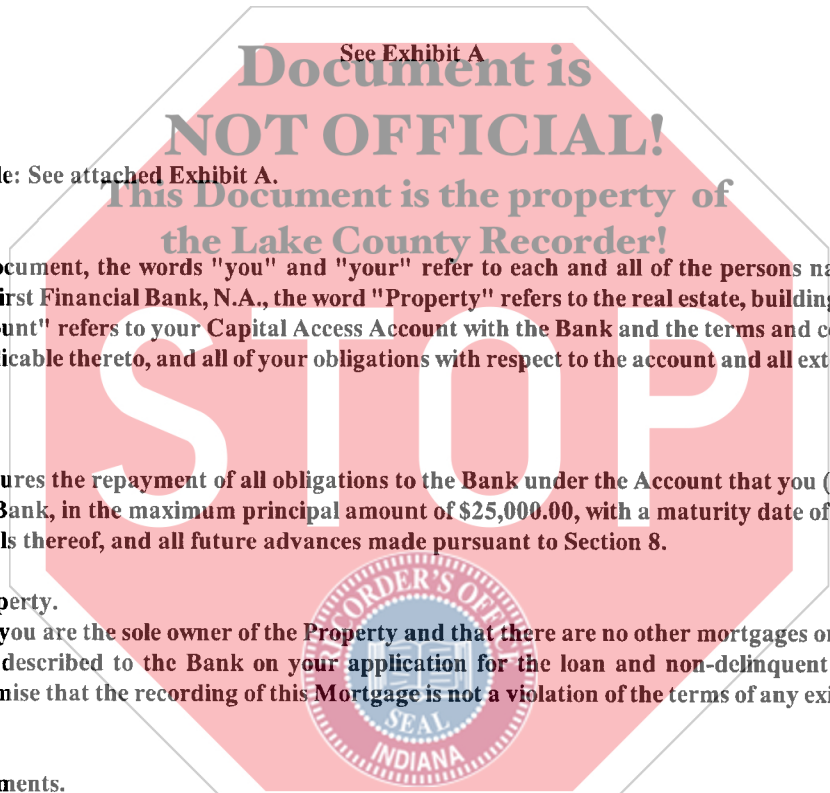 See Exhibit A
Document is
NOT OFFICIAL!
le: See attached Exhibit A.
This Document is the property of
the Lake County Recorder!
ocument, the words "you" and "your" refer to each and all of the persons na
irst Financial Bank, N.A., the word "Property" refers to the real estate, building
ount" refers to your Capital Access Account with the Bank and the terms and c
icable thereto, and all of your obligations with respect to the account and all ext
STOP
ures the repayment of all obligations to the Bank under the Account that you (
Bank, in the maximum principal amount of $25,000.00, with a maturity date of
ls thereof, and all future advances made pursuant to Section 8.
perty.
you are the sole owner of the Property and that there are no other mortgages or
described to the Bank on your application for the loan and non-delinquent
mise that the recording of this Mortgage is not a violation of the terms of any exi
RECORDER'S OFFICE
SEAL
INDIANA
ments.